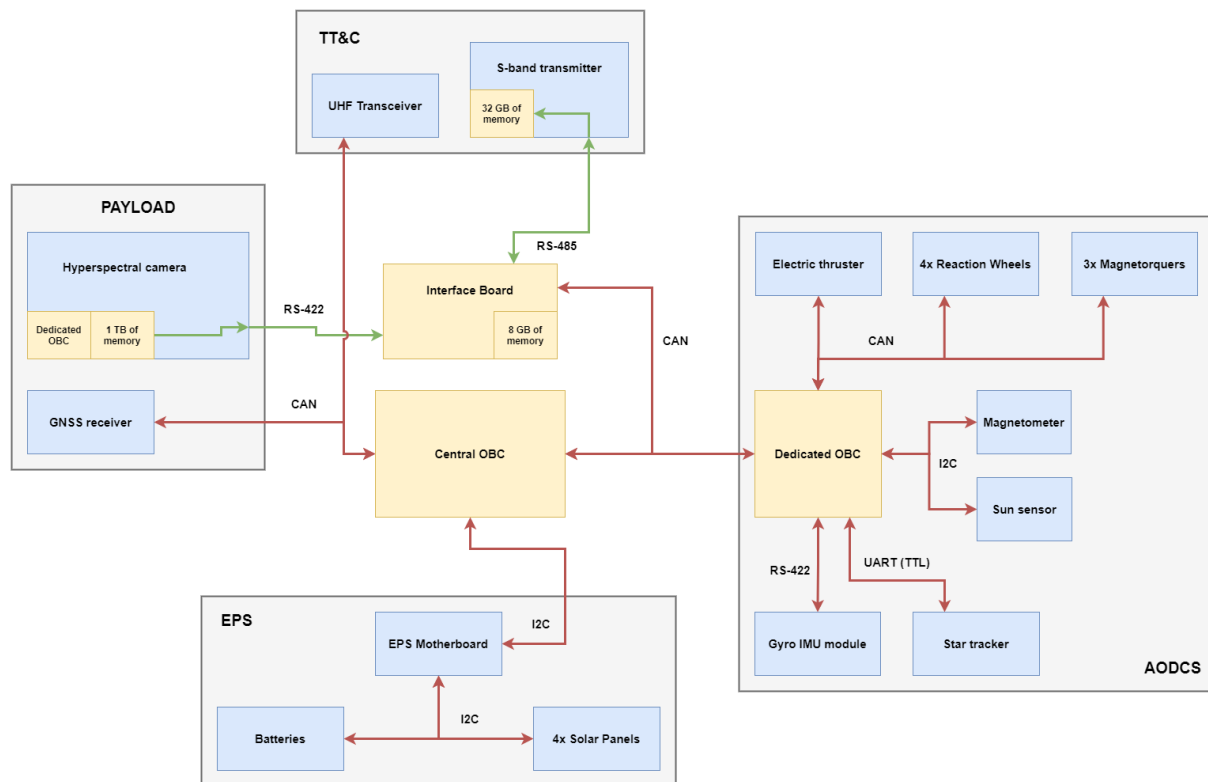 TT&C
S-band transmitter
UHF Transceiver
32 GB of
memory
PAYLOAD
Hyperspectral camera
Dedicated
OBC
1 TB of
memory
RS-422
GNSS receiver
CAN
RS-485
Interface Board
8 GB of
memory
CAN
Central OBC
Electric thruster
4x Reaction Wheels
3x Magnetorquers
CAN
Dedicated OBC
Magnetometer
I2C
Sun sensor
RS-422
UART (TTL)
Gyro IMU module
Star tracker
AODCS
EPS
EPS Motherboard
I2C
I2C
Batteries
4x Solar Panels